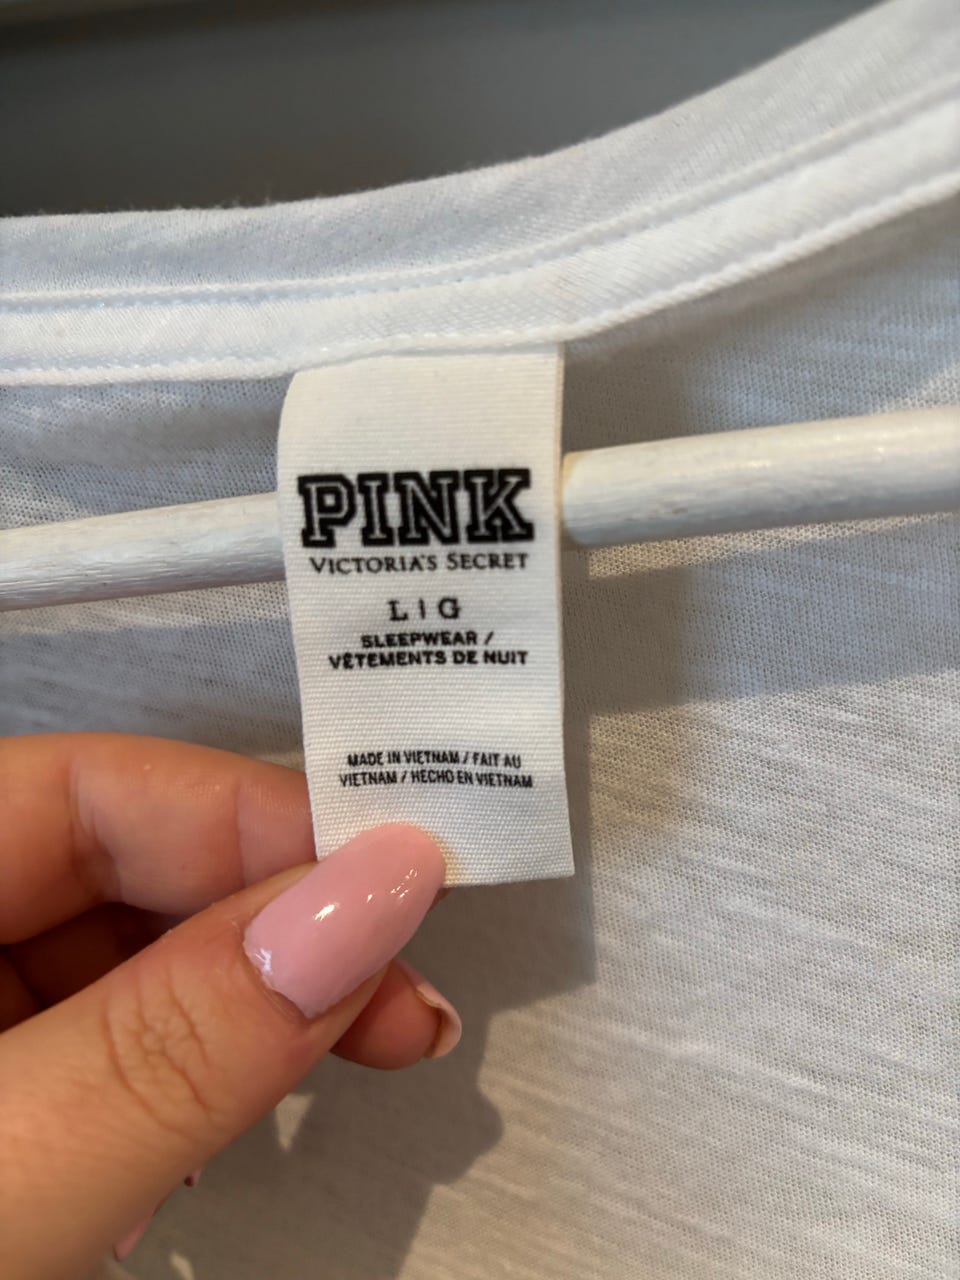 PINK
VICTORIA'S SECRET
L | G
SLEEPWEAR /
VÊTEMENTS DE NUIT
MADE IN VIETNAM / FAIT AU
VIETNAM / HECHO EN VIETNAM